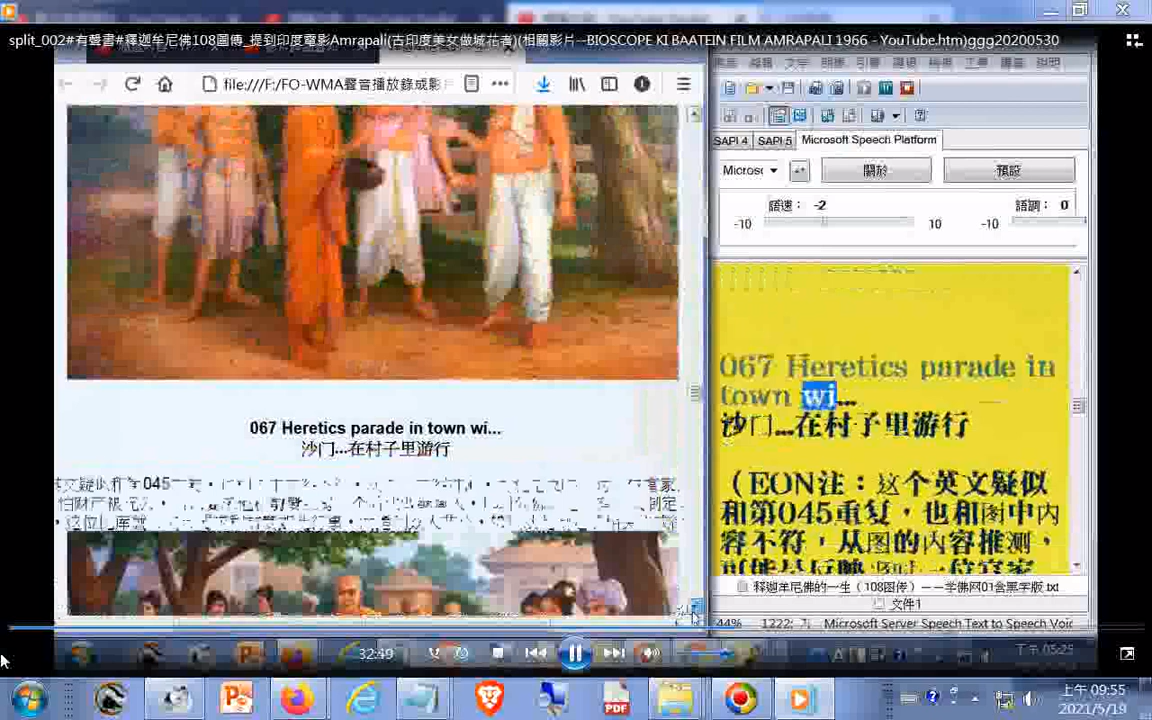 split_002#有聲書#釋迦牟尼佛108圖傳_提到印度電影Amrapali(古印度美女做城花者)(相關影片--BIOSCOPE KI BAATEIN FILM AMRAPALI 1966 - YouTube.htm)ggg20200530
file:///F:/FO-WMA聲音播放錄成影
SAPI 4 SAPI 5 Microsoft Speech Platform
Microsc
關於
預設
語速： -2
語調： 0
-10
10
-10
067 Heretics parade in town wi...
沙门...在村子里游行
045
067 Heretics parade in
town wi...
沙门...在村子里游行
（EON注：这个英文疑似
和第045重复，也和图中内
容不符，从图的内容推测，
释迦牟尼佛的一生（108图传）——学佛网01含黑字版.txt
文件1
44%
1222: 7
Microsoft Server Speech Text to Speech Voic
32:49
下午 05:25
上午 09:55
2021/5/19